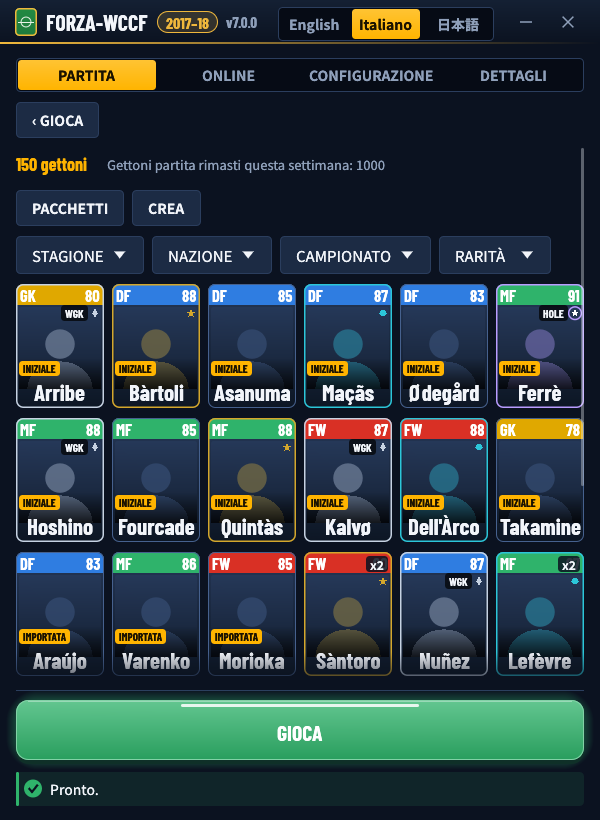 FORZA-WCCF 2017-18 v7.0.0 English Italiano 日本語
PARTITA ONLINE CONFIGURAZIONE DETTAGLI
‹ GIOCA
150 gettoni Gettoni partita rimasti questa settimana: 1000
PACCHETTI CREA
STAGIONE NAZIONE CAMPIONATO RARITÀ
GK 80 DF 88 DF 85 DF 87 DF 83 MF 91
WGK HOLE
INIZIALE INIZIALE INIZIALE INIZIALE INIZIALE INIZIALE
Arribe Bàrtoli Asanuma Maçãs Ødegård Ferrè
MF 88 MF 85 MF 88 FW 87 FW 88 GK 78
WGK WGK
INIZIALE INIZIALE INIZIALE INIZIALE INIZIALE INIZIALE
Hoshino Fourcade Quintàs Kalvø Dell'Àrco Takamine
DF 83 MF 86 FW 85 FW x2 DF 87 MF x2
WGK
IMPORTATA IMPORTATA IMPORTATA
Araújo Varenko Morioka Sàntoro Nuñez Lefèvre
GIOCA
Pronto.